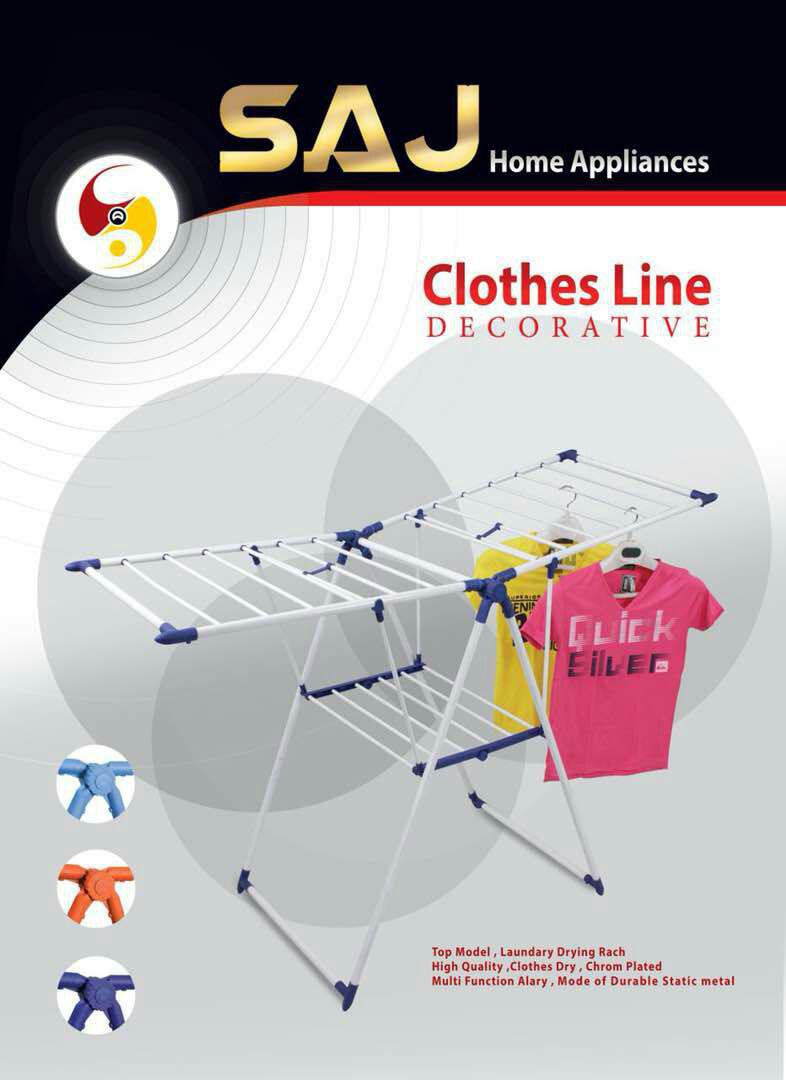 SAJ Home Appliances
Clothes Line
DECORATIVE
SUPERIOR
Quick
Silver
Top Model , Laundary Drying Rach
High Quality ,Clothes Dry , Chrom Plated
Multi Function Alary , Mode of Durable Static metal